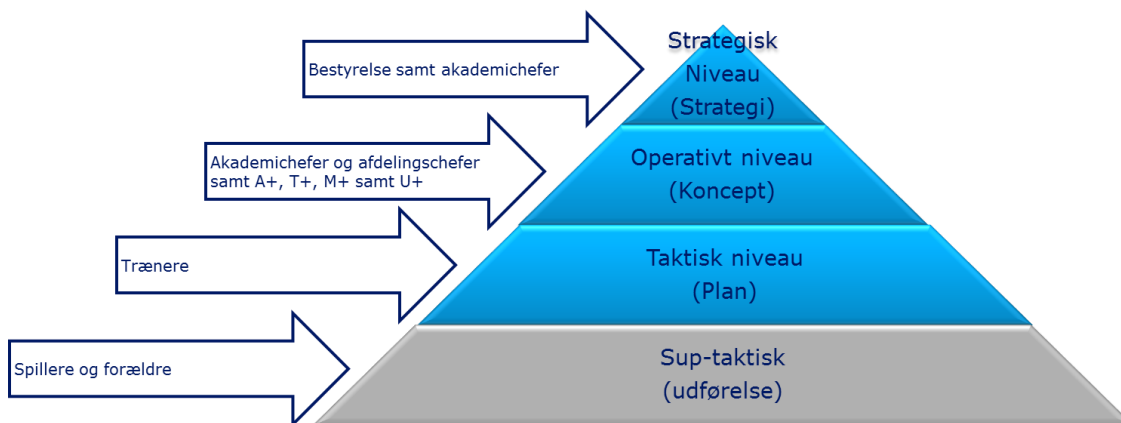 Strategisk
Niveau
(Strategi)
Bestyrelse samt akademichefer
Operativt niveau
(Koncept)
Akademichefer og afdelingschefer
samt A+, T+, M+ samt U+
Taktisk niveau
(Plan)
Trænere
Sup-taktisk
(udførelse)
Spillere og forældre